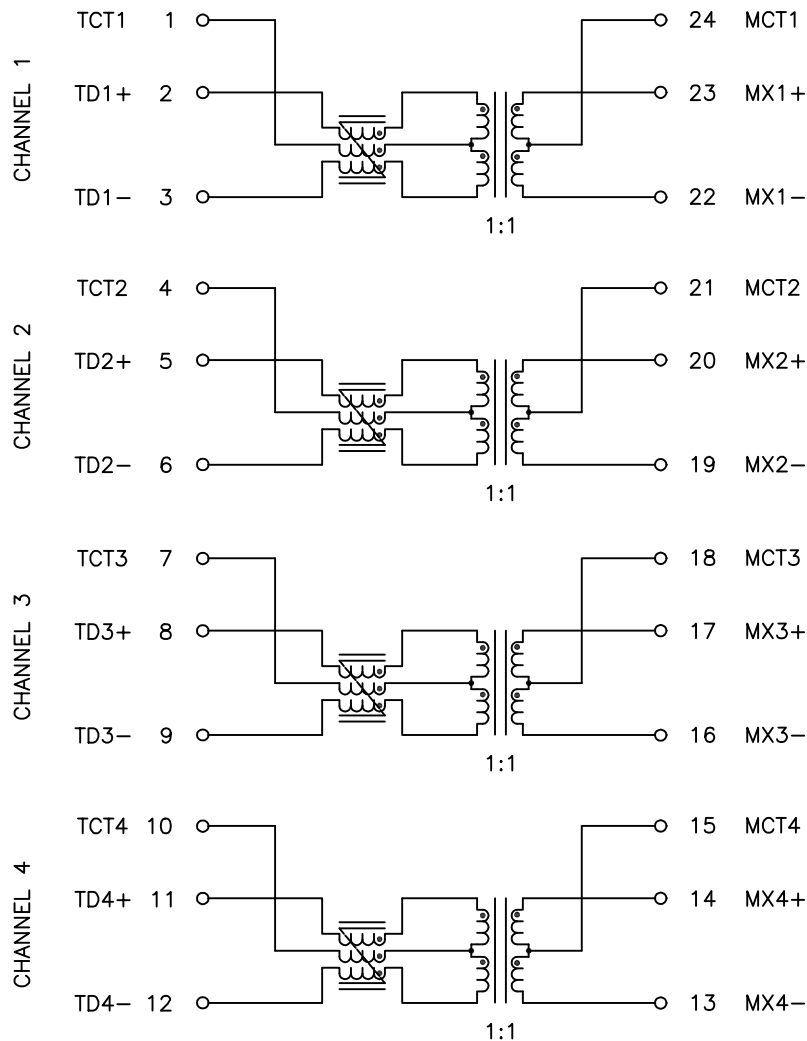 CHANNEL 1
TCT1 1 24 MCT1
TD1+ 2 23 MX1+
TD1− 3 22 MX1−
1:1
CHANNEL 2
TCT2 4 21 MCT2
TD2+ 5 20 MX2+
TD2− 6 19 MX2−
1:1
CHANNEL 3
TCT3 7 18 MCT3
TD3+ 8 17 MX3+
TD3− 9 16 MX3−
1:1
CHANNEL 4
TCT4 10 15 MCT4
TD4+ 11 14 MX4+
TD4− 12 13 MX4−
1:1